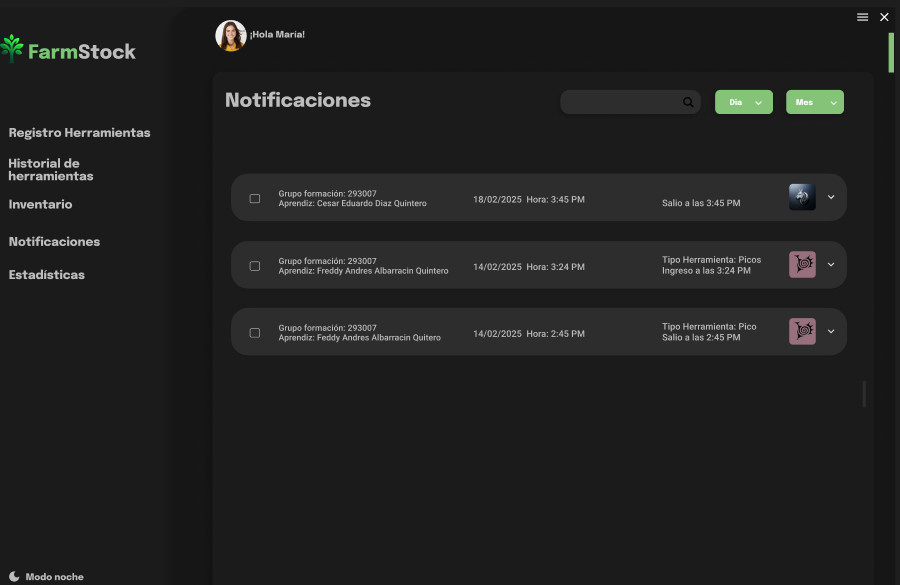 ¡Hola María!
FarmStock
Notificaciones
Día
Mes
Registro Herramientas
Historial de
herramientas
Inventario
Notificaciones
Estadísticas
Grupo formación: 293007
Aprendiz: Cesar Eduardo Diaz Quintero
18/02/2025 Hora: 3:45 PM
Salio a las 3:45 PM
Grupo formación: 293007
Aprendiz: Freddy Andres Albarracin Quintero
14/02/2025 Hora: 3:24 PM
Tipo Herramienta: Picos
Ingreso a las 3:24 PM
Grupo formación: 293007
Aprendiz: Feddy Andres Albarracin Quitero
14/02/2025 Hora: 2:45 PM
Tipo Herramienta: Pico
Salio a las 2:45 PM
Modo noche